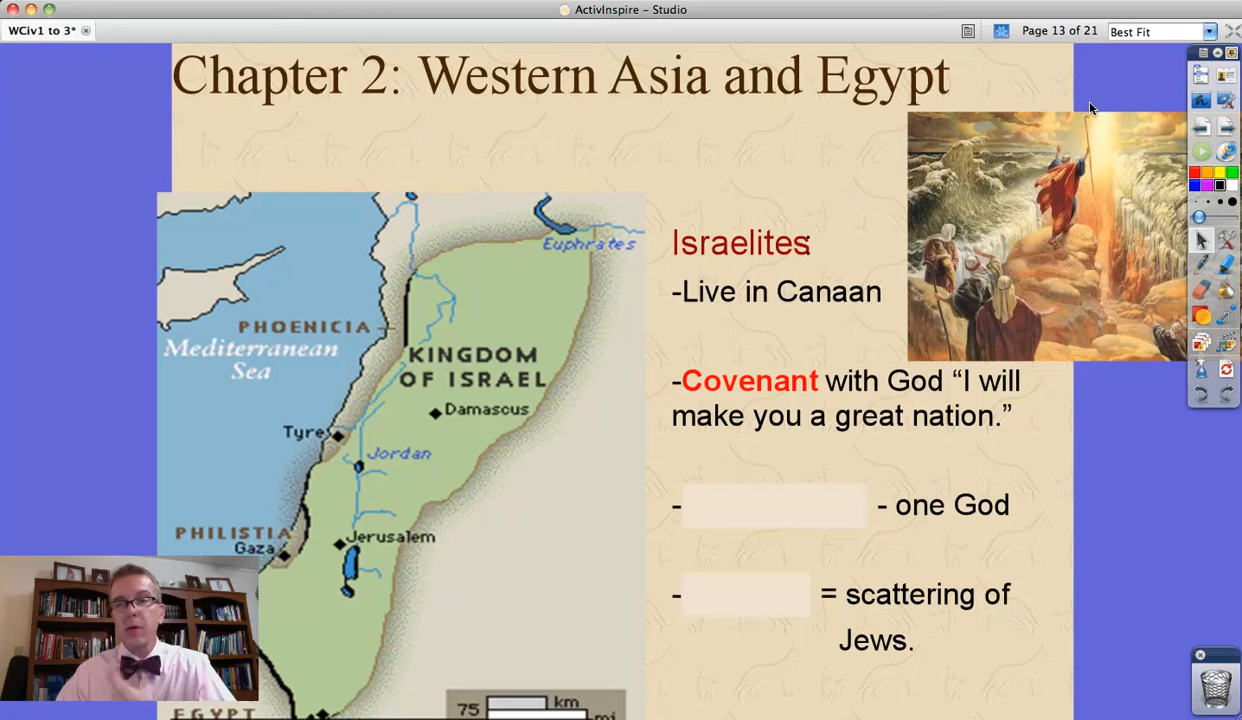 ActivInspire - Studio
WCiv1 to 3*
Page 13 of 21
Best Fit
Chapter 2: Western Asia and Egypt
Euphrates
PHOENICIA
Mediterranean
Sea
KINGDOM
OF ISRAEL
Damascus
Tyre
Jordan
PHILISTIA
Gaza
Jerusalem
EGYPT
75
km
mi
Israelites:
-Live in Canaan
-Covenant with God “I will
make you a great nation.”
- - one God
- = scattering of
Jews.